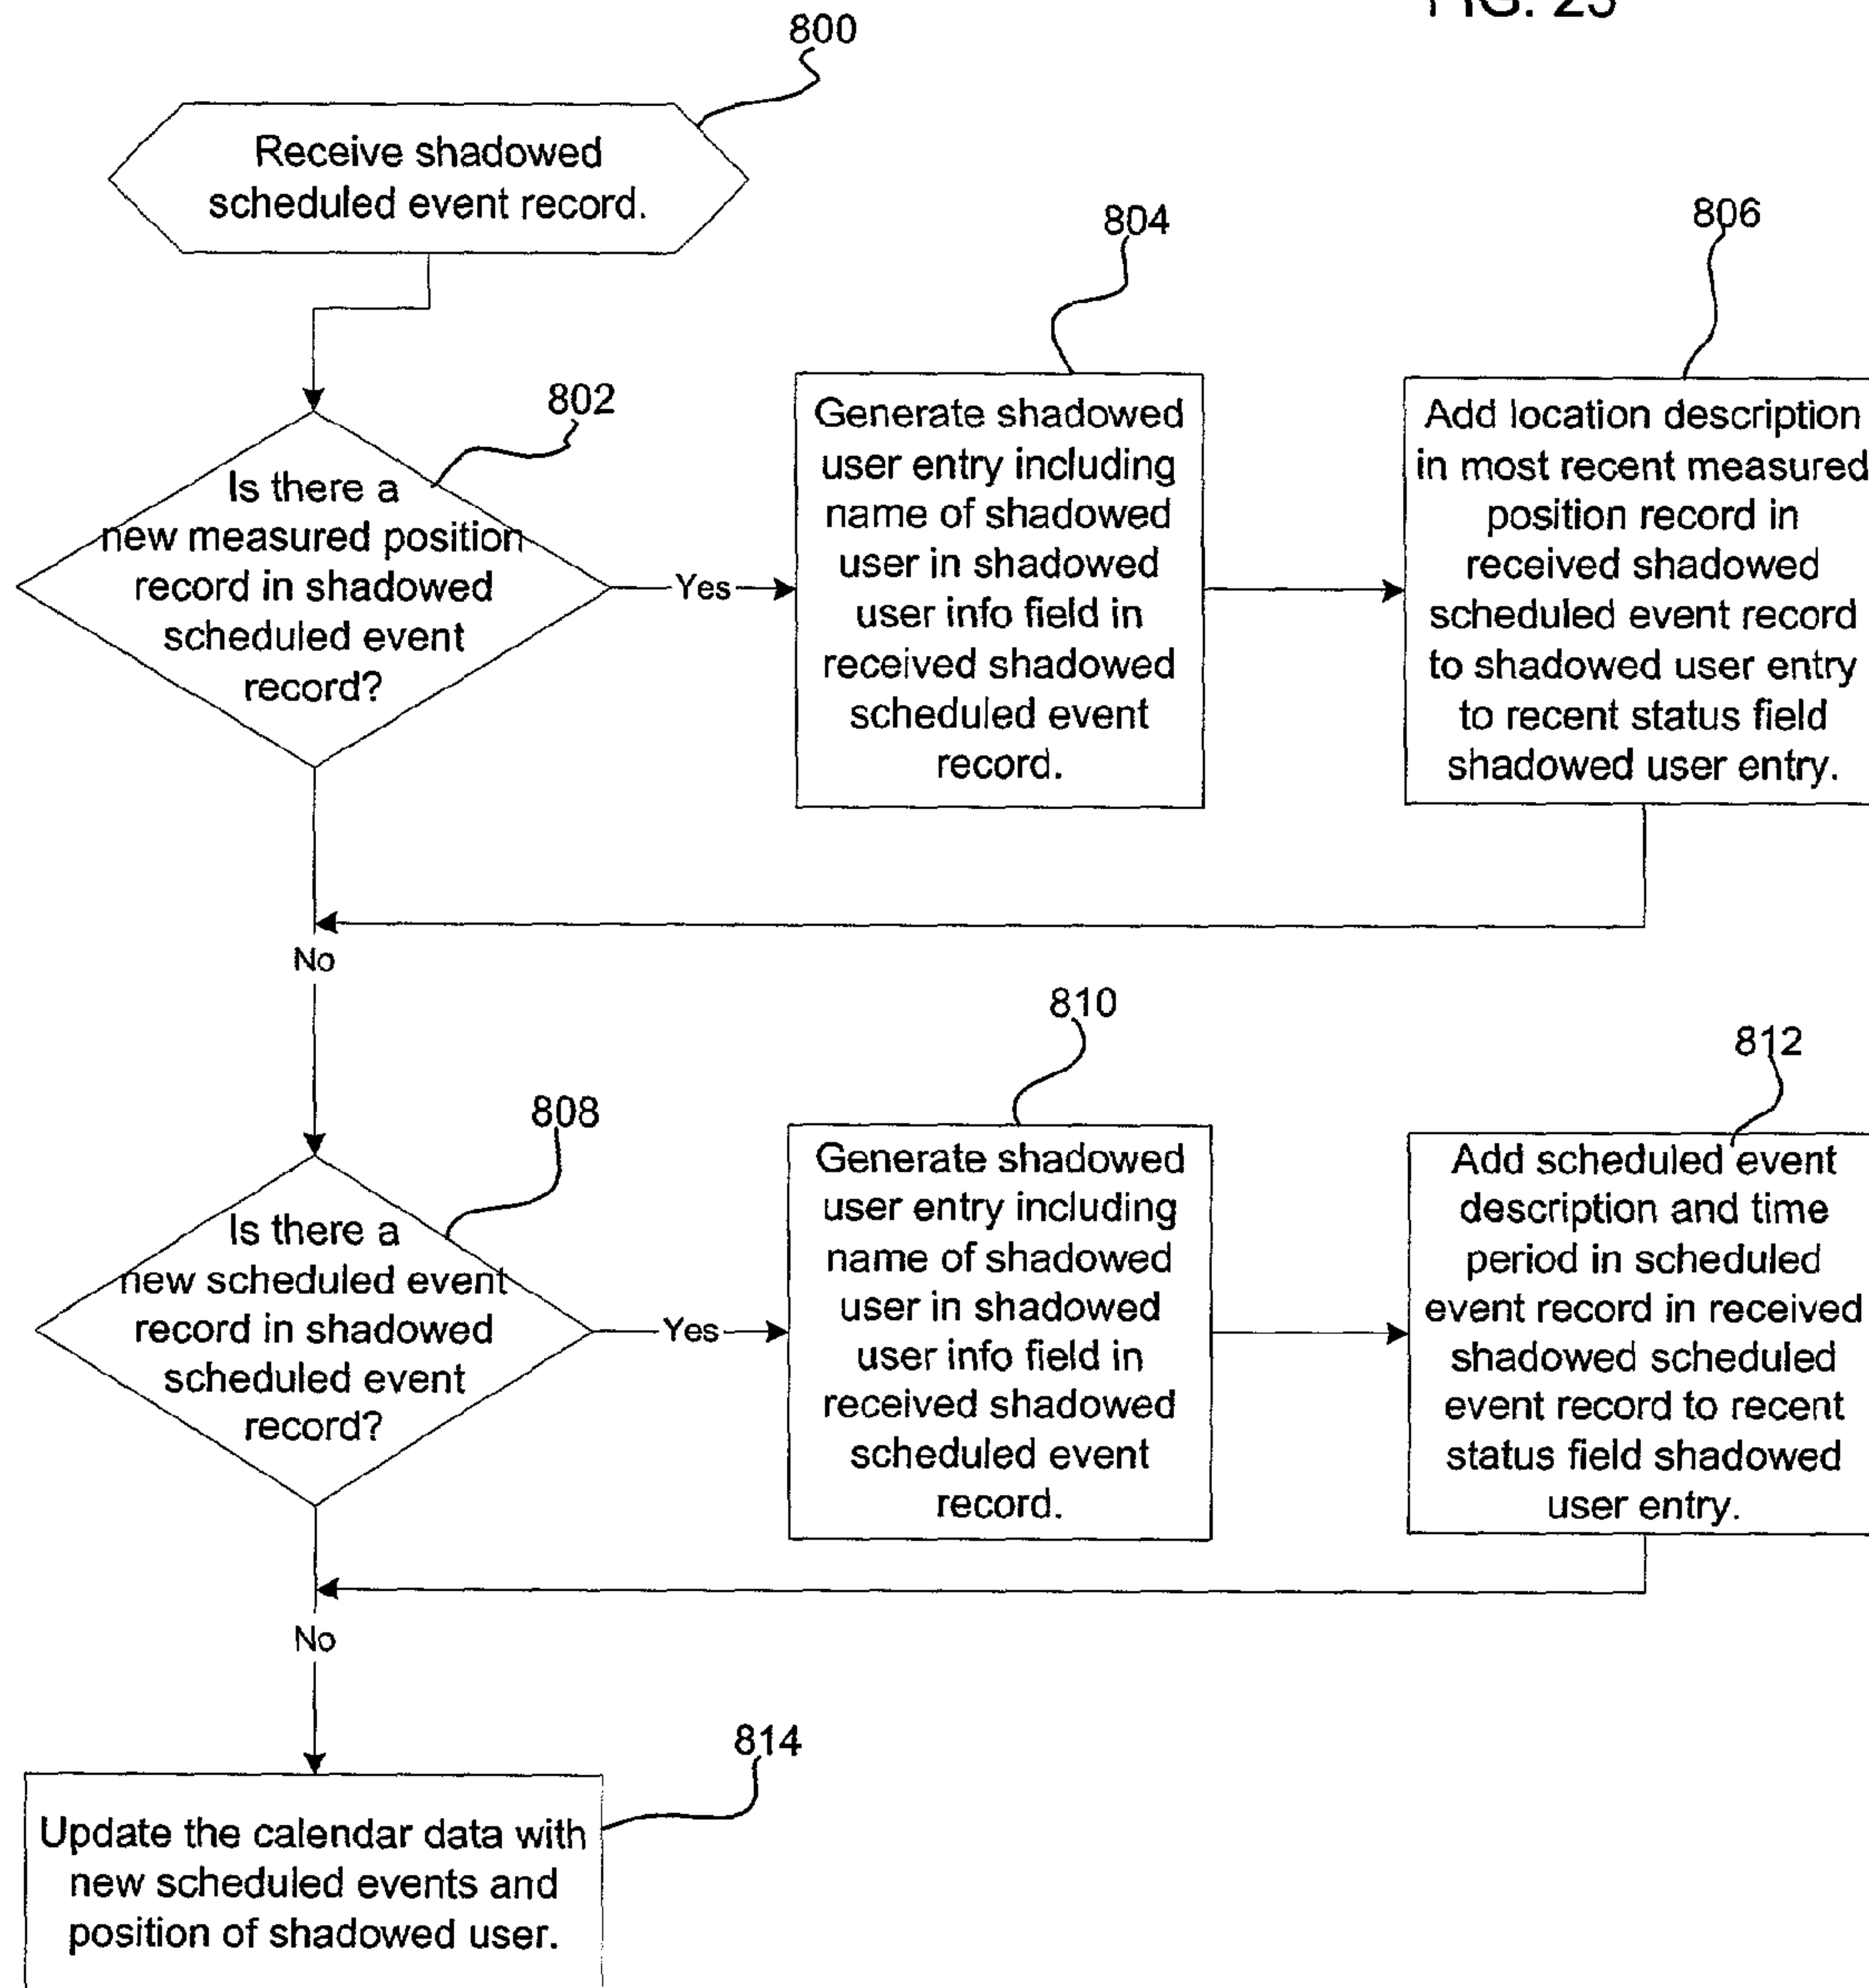 FIG. 23
800
Receive shadowed
scheduled event record.
802
Is there a
new measured position
record in shadowed
scheduled event
record?
Yes
804
Generate shadowed
user entry including
name of shadowed
user in shadowed
user info field in
received shadowed
scheduled event
record.
806
Add location description
in most recent measured
position record in
received shadowed
scheduled event record
to shadowed user entry
to recent status field
shadowed user entry.
No
808
Is there a
new scheduled event
record in shadowed
scheduled event
record?
Yes
810
Generate shadowed
user entry including
name of shadowed
user in shadowed
user info field in
received shadowed
scheduled event
record.
812
Add scheduled event
description and time
period in scheduled
event record in received
shadowed scheduled
event record to recent
status field shadowed
user entry.
No
814
Update the calendar data with
new scheduled events and
position of shadowed user.